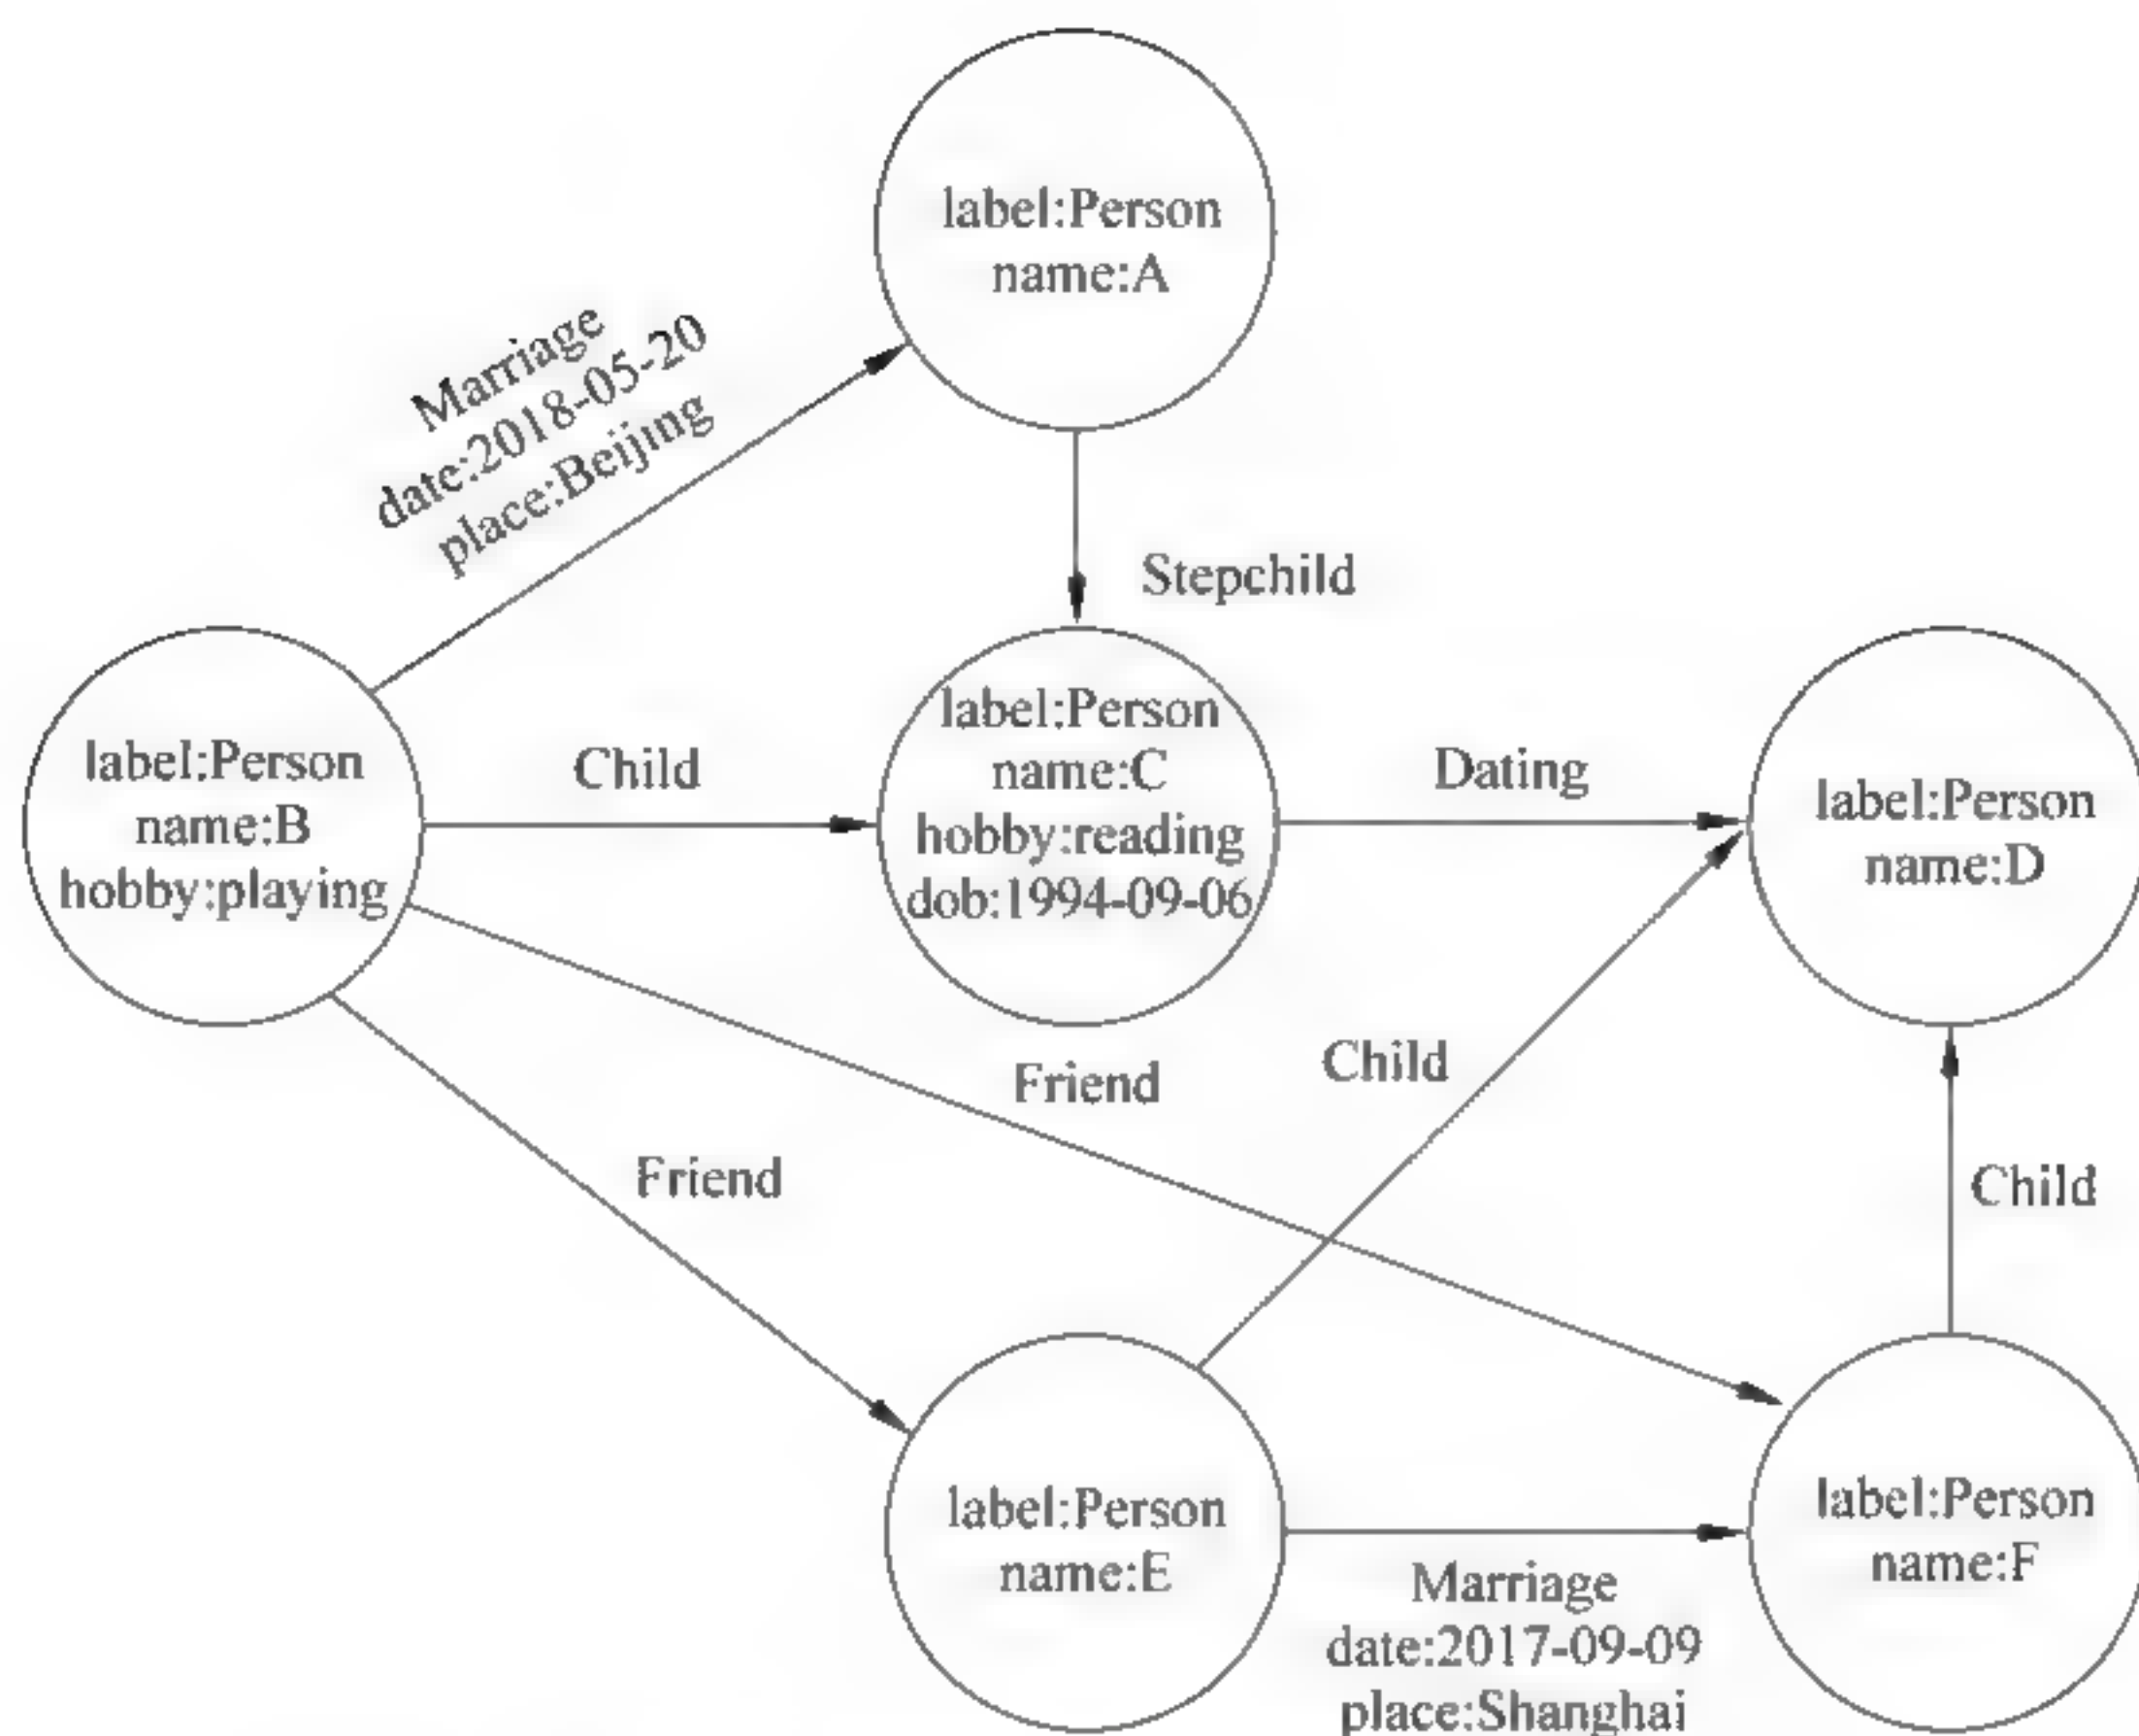 label:Person
name:A
Marriage
date:2018-05-20
place:Beijing
Stepchild
label:Person
name:B
hobby:playing
Child
label:Person
name:C
hobby:reading
dob:1994-09-06
Dating
label:Person
name:D
Friend
Child
Friend
Child
label:Person
name:E
Marriage
date:2017-09-09
place:Shanghai
label:Person
name:F